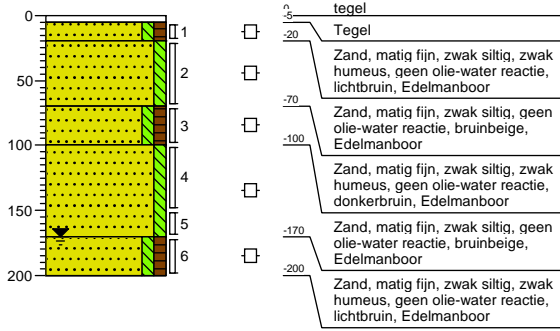 0
50
100
150
200
1
2
3
4
5
6
0
tegel
-5
Tegel
-20
Zand, matig fijn, zwak siltig, zwak
humeus, geen olie-water reactie,
lichtbruin, Edelmanboor
-70
Zand, matig fijn, zwak siltig, geen
olie-water reactie, bruinbeige,
Edelmanboor
-100
Zand, matig fijn, zwak siltig, zwak
humeus, geen olie-water reactie,
donkerbruin, Edelmanboor
-170
Zand, matig fijn, zwak siltig, geen
olie-water reactie, bruinbeige,
Edelmanboor
-200
Zand, matig fijn, zwak siltig, zwak
humeus, geen olie-water reactie,
lichtbruin, Edelmanboor